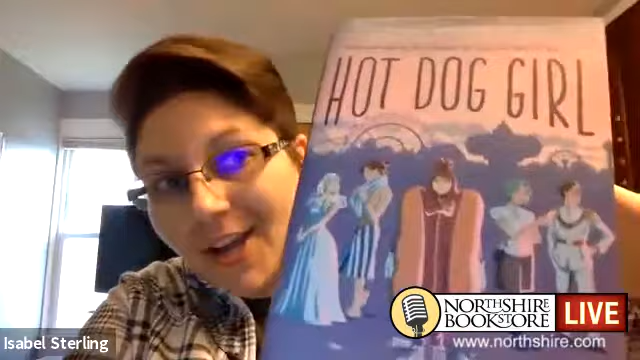 HOT DOG GIRL
NORTHSHIRE
BOOKSTORE
LIVE
www.northshire.com
Isabel Sterling